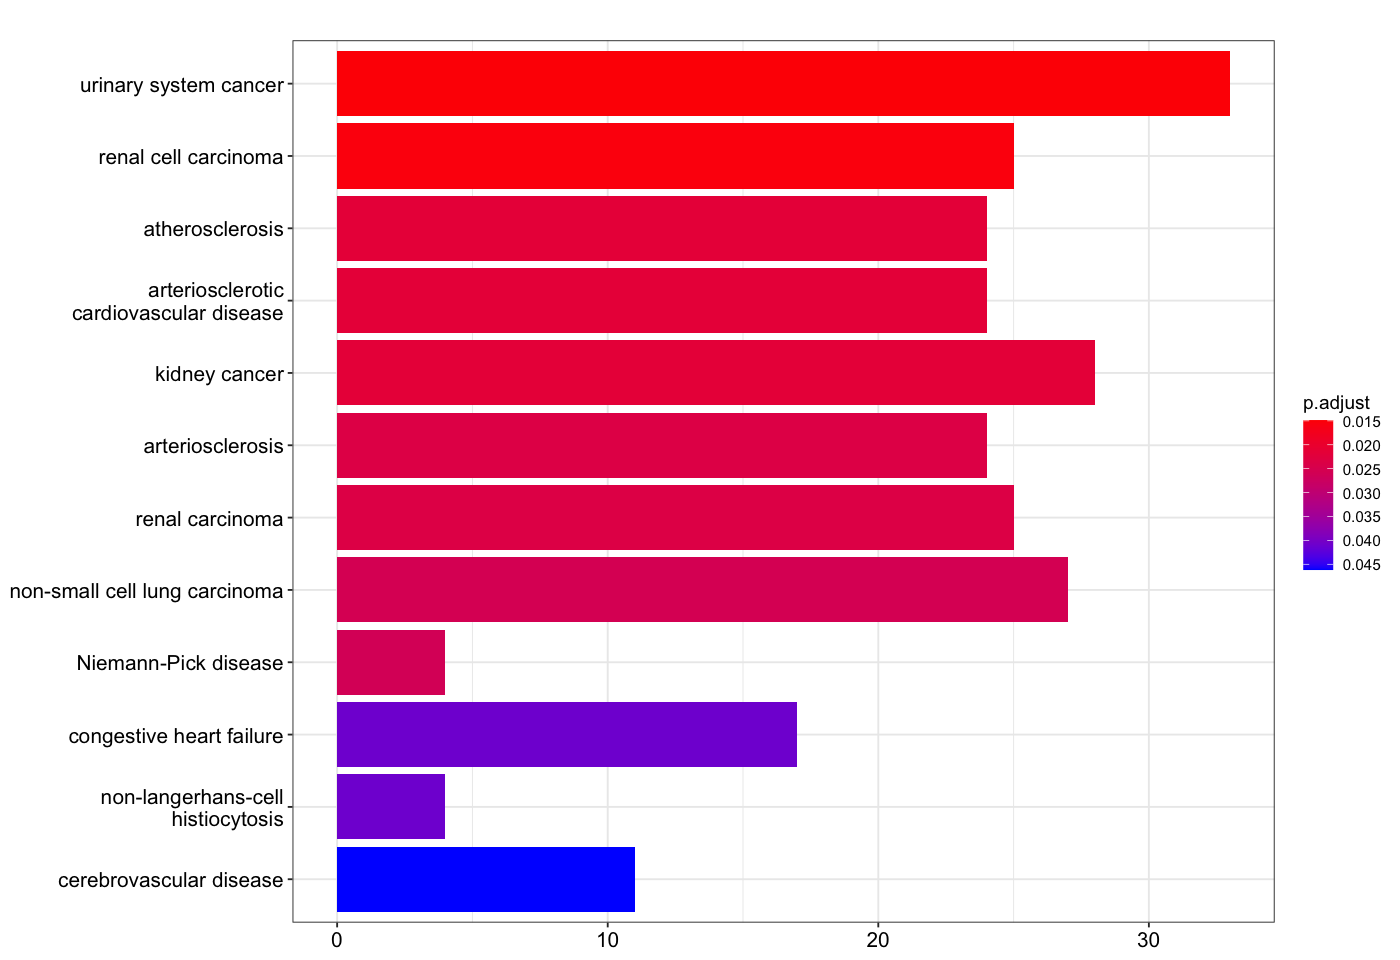 urinary system cancer
renal cell carcinoma
atherosclerosis
arteriosclerotic
cardiovascular disease
kidney cancer
arteriosclerosis
renal carcinoma
non-small cell lung carcinoma
Niemann-Pick disease
congestive heart failure
non-langerhans-cell
histiocytosis
cerebrovascular disease
0 10 20 30
p.adjust
0.015
0.020
0.025
0.030
0.035
0.040
0.045